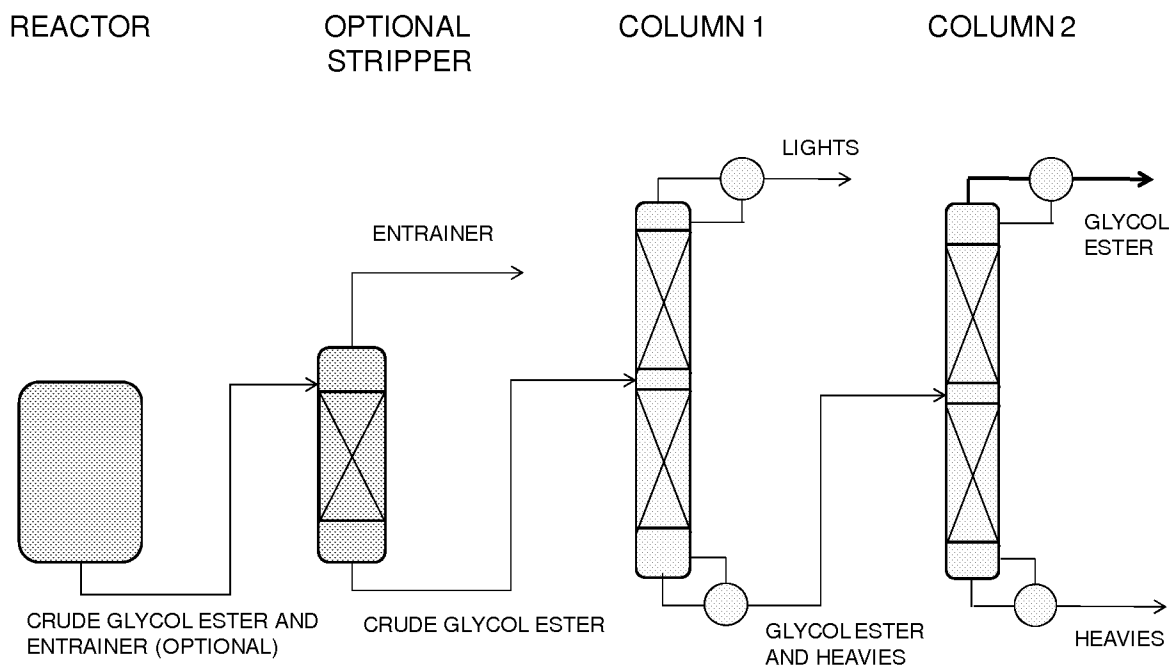 REACTOR
OPTIONAL
STRIPPER
COLUMN 1
COLUMN 2
LIGHTS
GLYCOL
ESTER
ENTRAINER
CRUDE GLYCOL ESTER AND
ENTRAINER (OPTIONAL)
CRUDE GLYCOL ESTER
GLYCOL ESTER
AND HEAVIES
HEAVIES